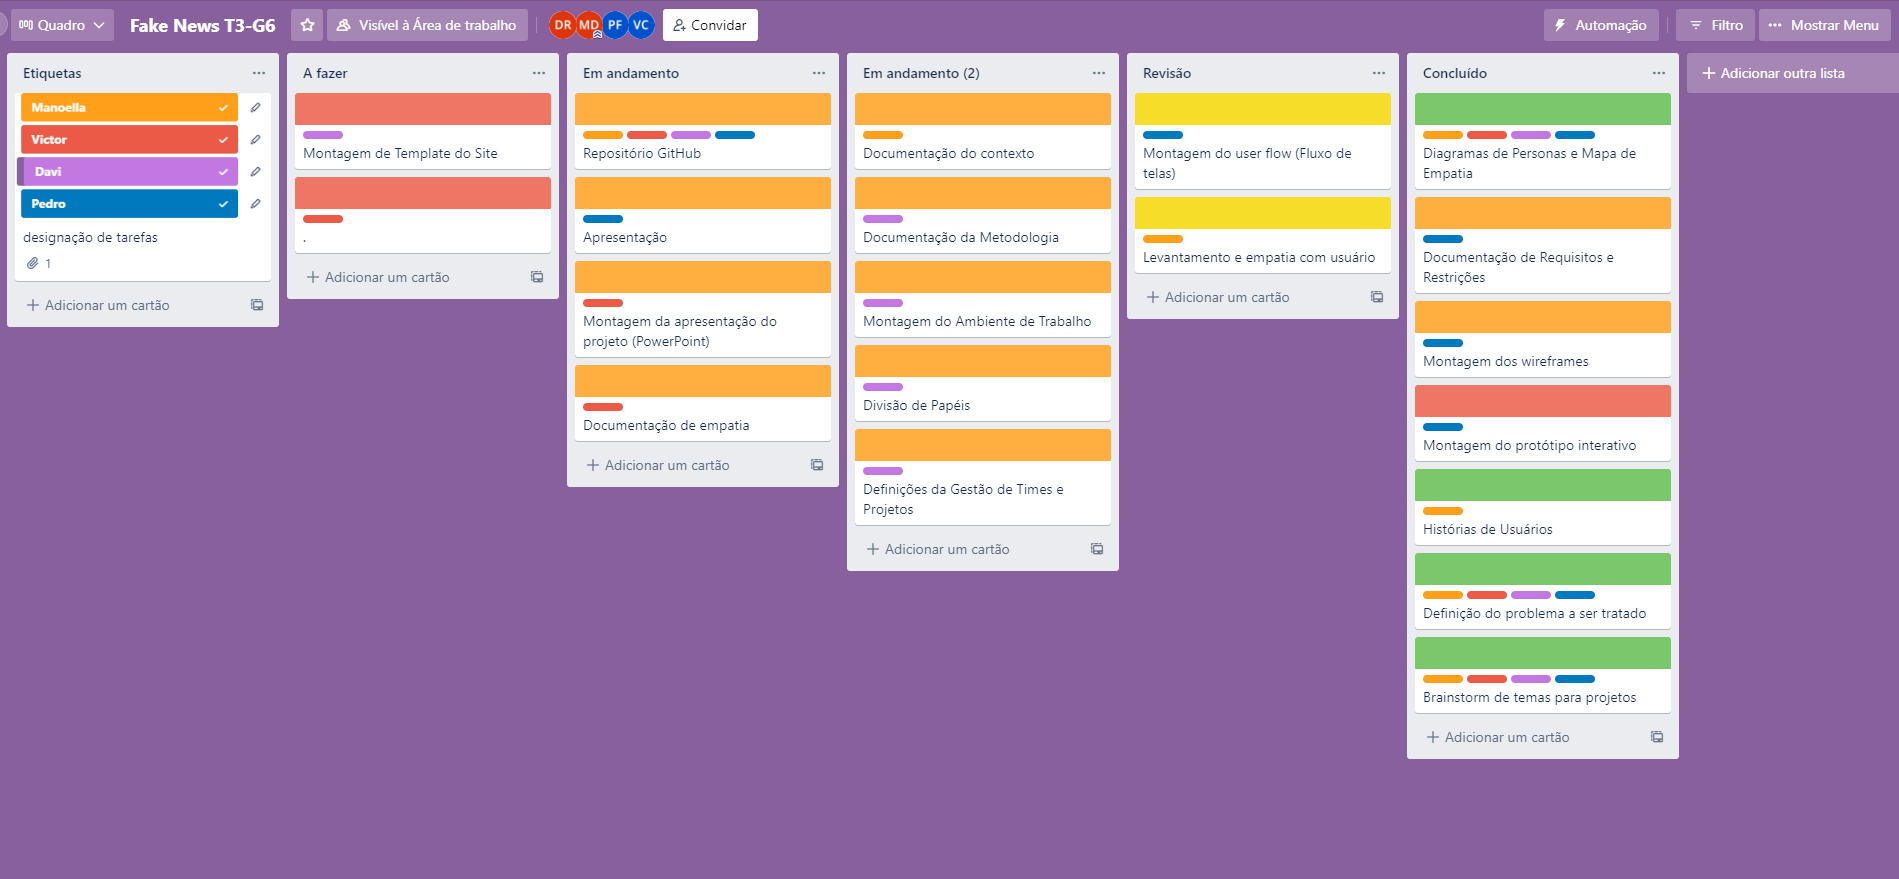 Quadro
Fake News T3-G6
Visível à Área de trabalho
DR MD PF VC
Convidar
Automação
Filtro
Mostrar Menu
Etiquetas
Manoella
Victor
Davi
Pedro
designação de tarefas
1
Adicionar um cartão
A fazer
Montagem de Template do Site
.
Adicionar um cartão
Em andamento
Repositório GitHub
Apresentação
Montagem da apresentação do
projeto (PowerPoint)
Documentação de empatia
Adicionar um cartão
Em andamento (2)
Documentação do contexto
Documentação da Metodologia
Montagem do Ambiente de Trabalho
Divisão de Papéis
Definições da Gestão de Times e
Projetos
Adicionar um cartão
Revisão
Montagem do user flow (Fluxo de
telas)
Levantamento e empatia com usuário
Adicionar um cartão
Concluído
Diagramas de Personas e Mapa de
Empatia
Documentação de Requisitos e
Restrições
Montagem dos wireframes
Montagem do protótipo interativo
Histórias de Usuários
Definição do problema a ser tratado
Brainstorm de temas para projetos
Adicionar um cartão
Adicionar outra lista